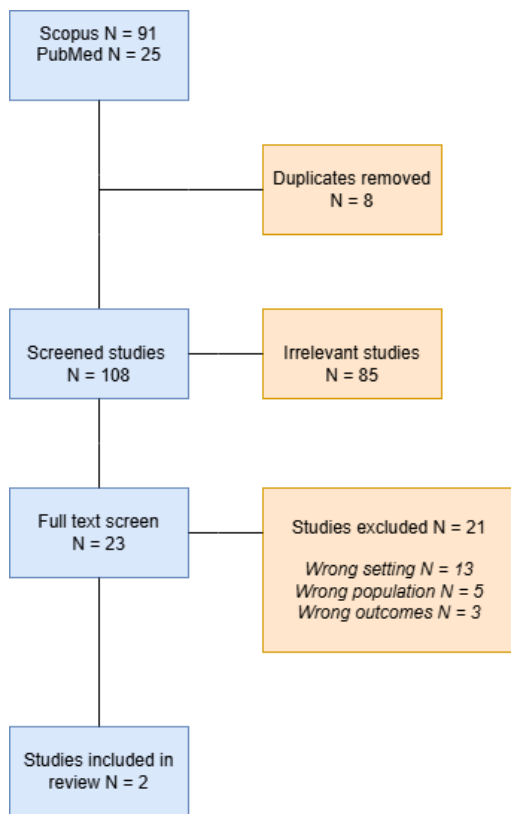 Scopus N = 91
PubMed N = 25
Duplicates removed
N = 8
Screened studies
N = 108
Irrelevant studies
N = 85
Full text screen
N = 23
Studies excluded N = 21
Wrong setting N = 13
Wrong population N = 5
Wrong outcomes N = 3
Studies included in
review N = 2